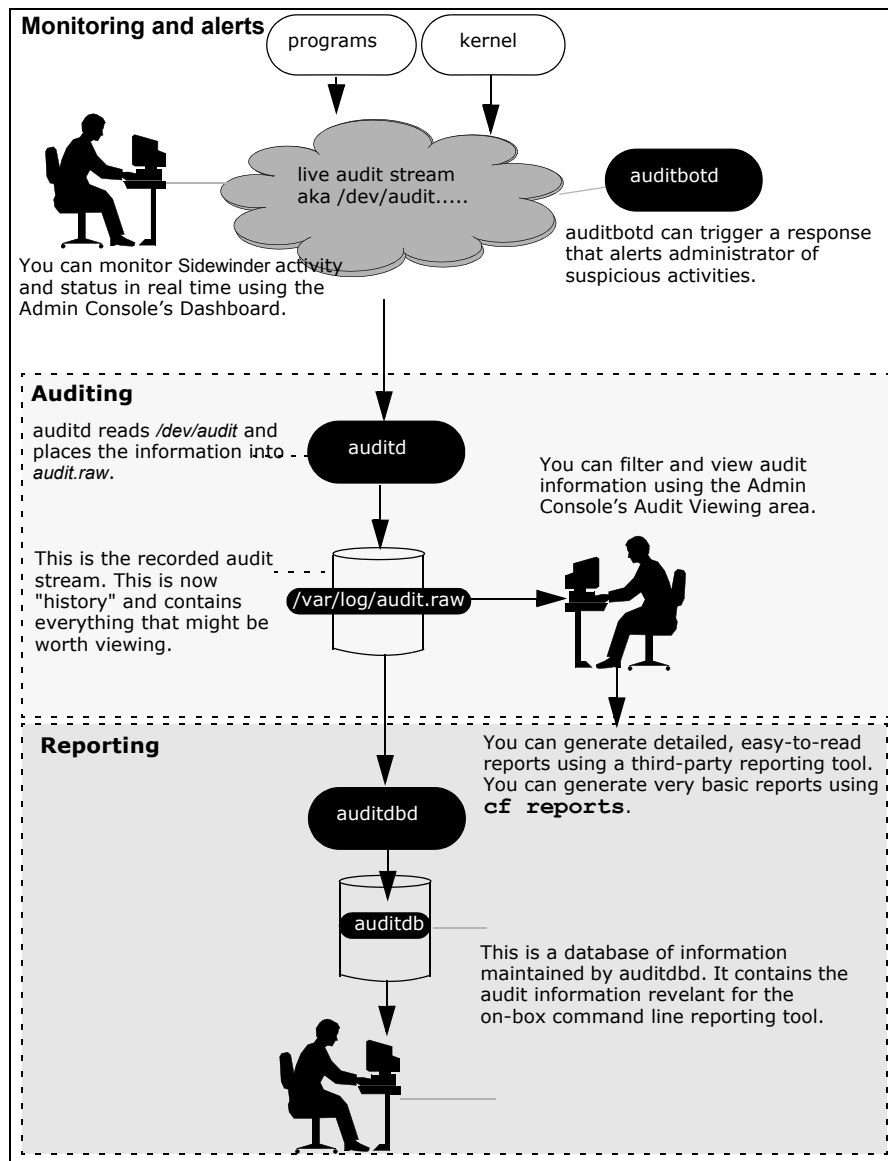 Monitoring and alerts
programs
kernel
live audit stream
aka /dev/audit.....
auditbotd
auditbotd can trigger a response
that alerts administrator of
suspicious activities.
You can monitor Sidewinder activity
and status in real time using the
Admin Console's Dashboard.
Auditing
auditd reads /dev/audit and
places the information into
audit.raw.
auditd
You can filter and view audit
information using the Admin
Console's Audit Viewing area.
This is the recorded audit
stream. This is now
"history" and contains
everything that might be
worth viewing.
/var/log/audit.raw
Reporting
You can generate detailed, easy-to-read
reports using a third-party reporting tool.
You can generate very basic reports using
cf reports.
auditdbd
auditdb
This is a database of information
maintained by auditdbd. It contains the
audit information revelant for the
on-box command line reporting tool.